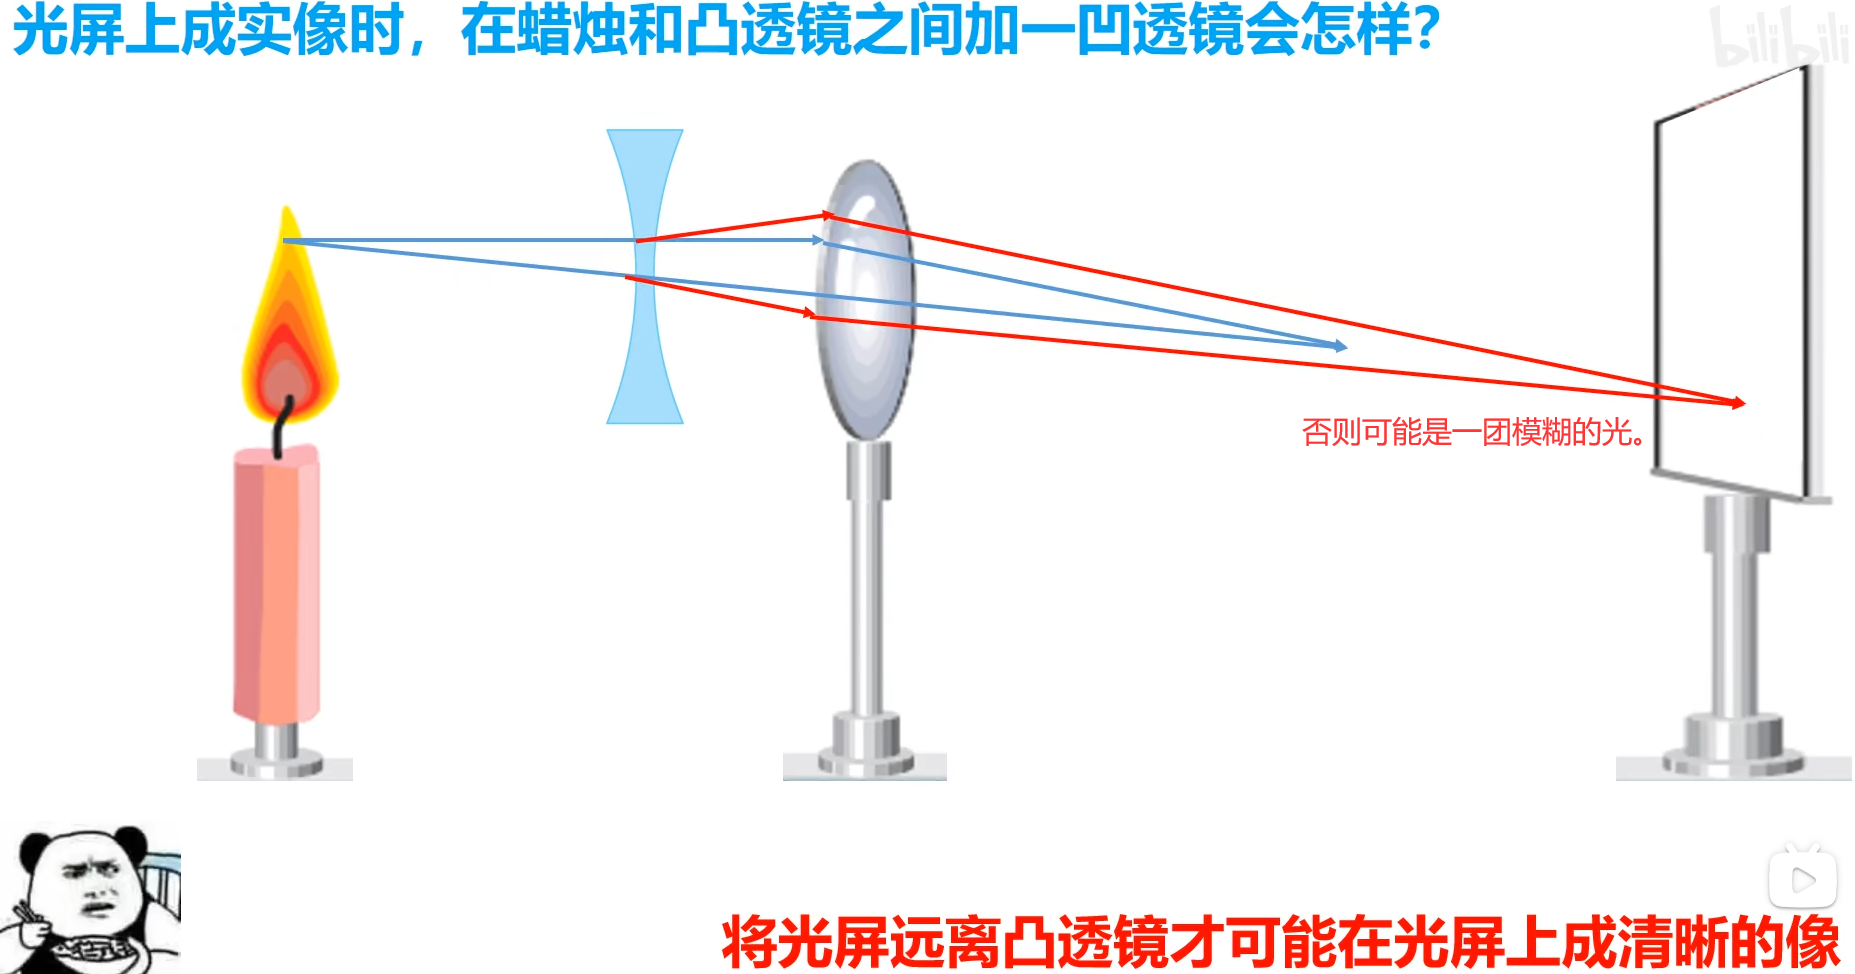 光屏上成实像时，在蜡烛和凸透镜之间加一凹透镜会怎样？
bilibili
否则可能是一团模糊的光。
将光屏远离凸透镜才可能在光屏上成清晰的像